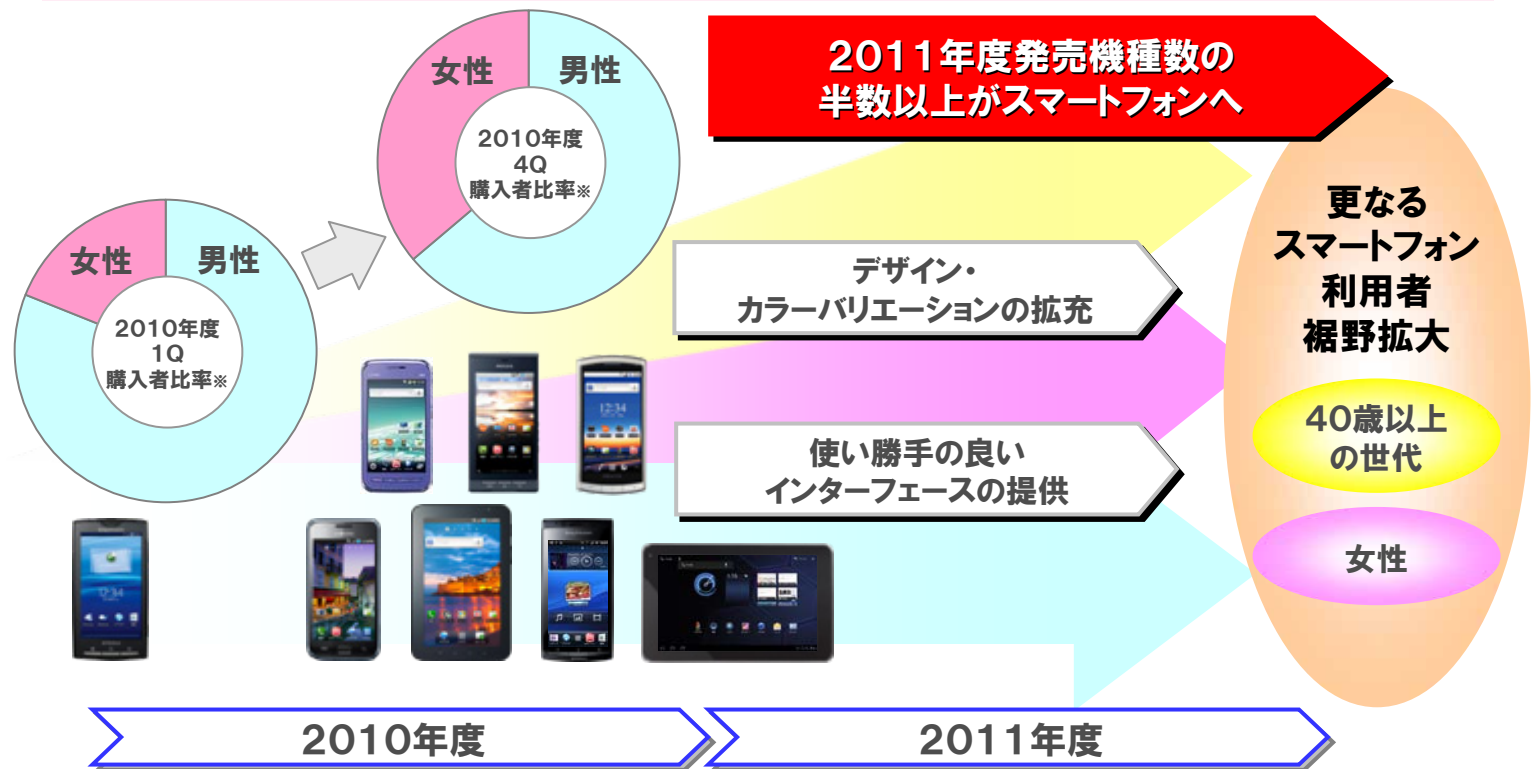 女性
男性
2010年度
4Q
購入者比率※
女性
男性
2010年度
1Q
購入者比率※
2011年度発売機種数の
半数以上がスマートフォンへ
デザイン・
カラーバリエーションの拡充
使い勝手の良い
インターフェースの提供
更なる
スマートフォン
利用者
裾野拡大
40歳以上
の世代
女性
12:34
2010年度
2011年度